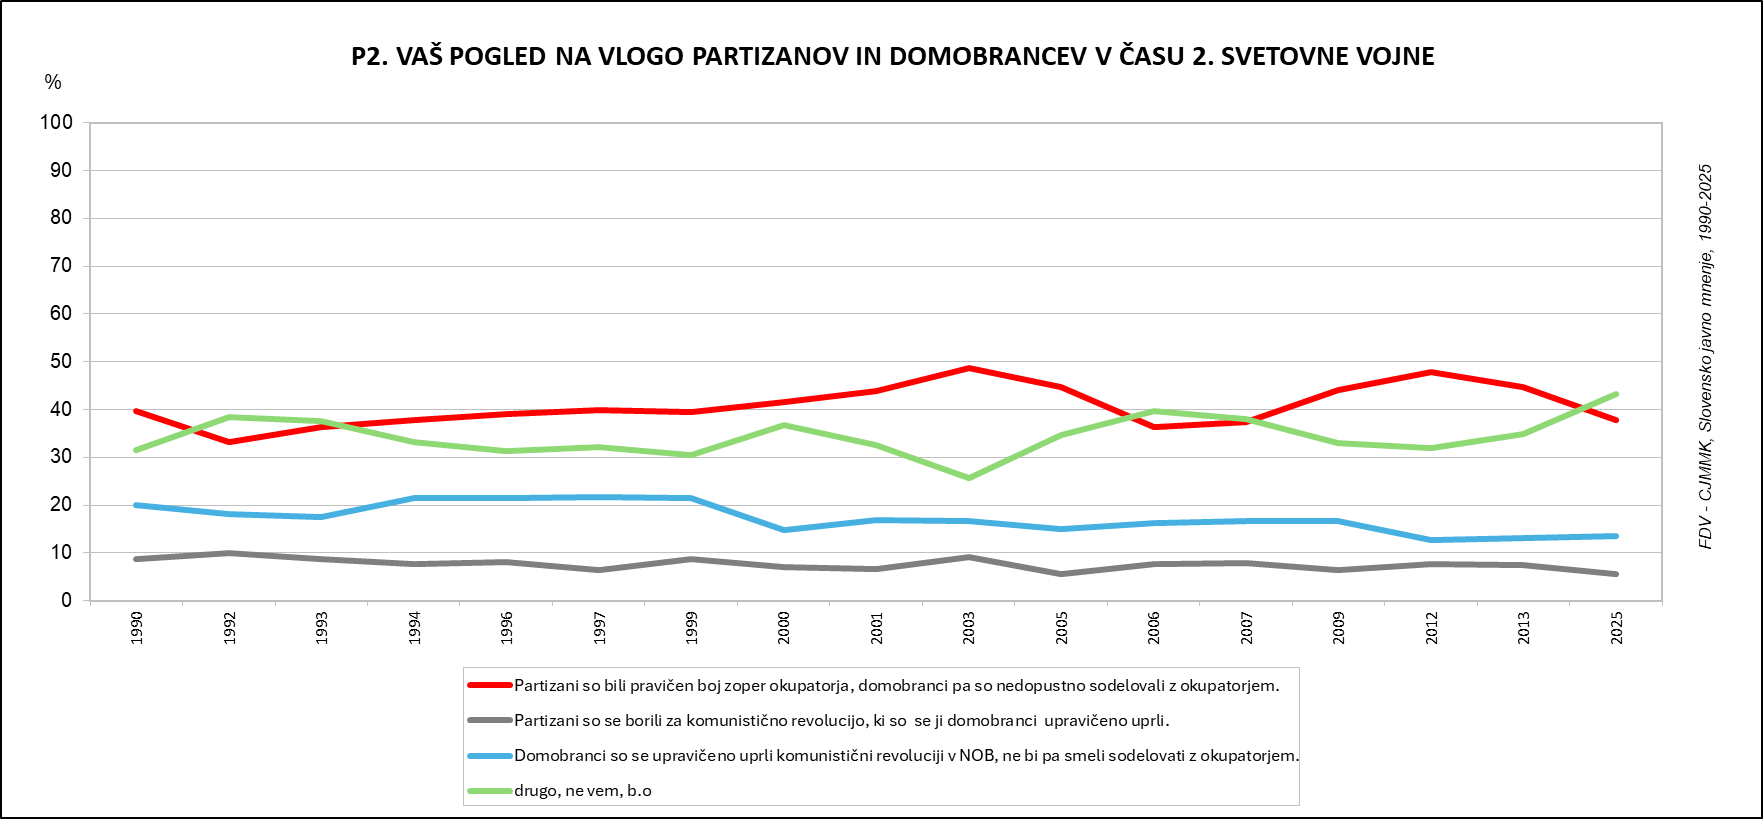 P2. VAŠ POGLED NA VLOGO PARTIZANOV IN DOMOBRANCEV V ČASU 2. SVETOVNE VOJNE
%
100
90
80
70
60
50
40
30
20
10
0
1990 1992 1993 1994 1996 1997 1999 2000 2001 2003 2005 2006 2007 2009 2012 2013 2025
FDV - CJMMK, Slovensko javno mnenje, 1990-2025
Partizani so bili pravičen boj zoper okupatorja, domobranci pa so nedopustno sodelovali z okupatorjem.
Partizani so se borili za komunistično revolucijo, ki so se ji domobranci upravičeno uprli.
Domobranci so se upravičeno uprli komunistični revoluciji v NOB, ne bi pa smeli sodelovati z okupatorjem.
drugo, ne vem, b.o